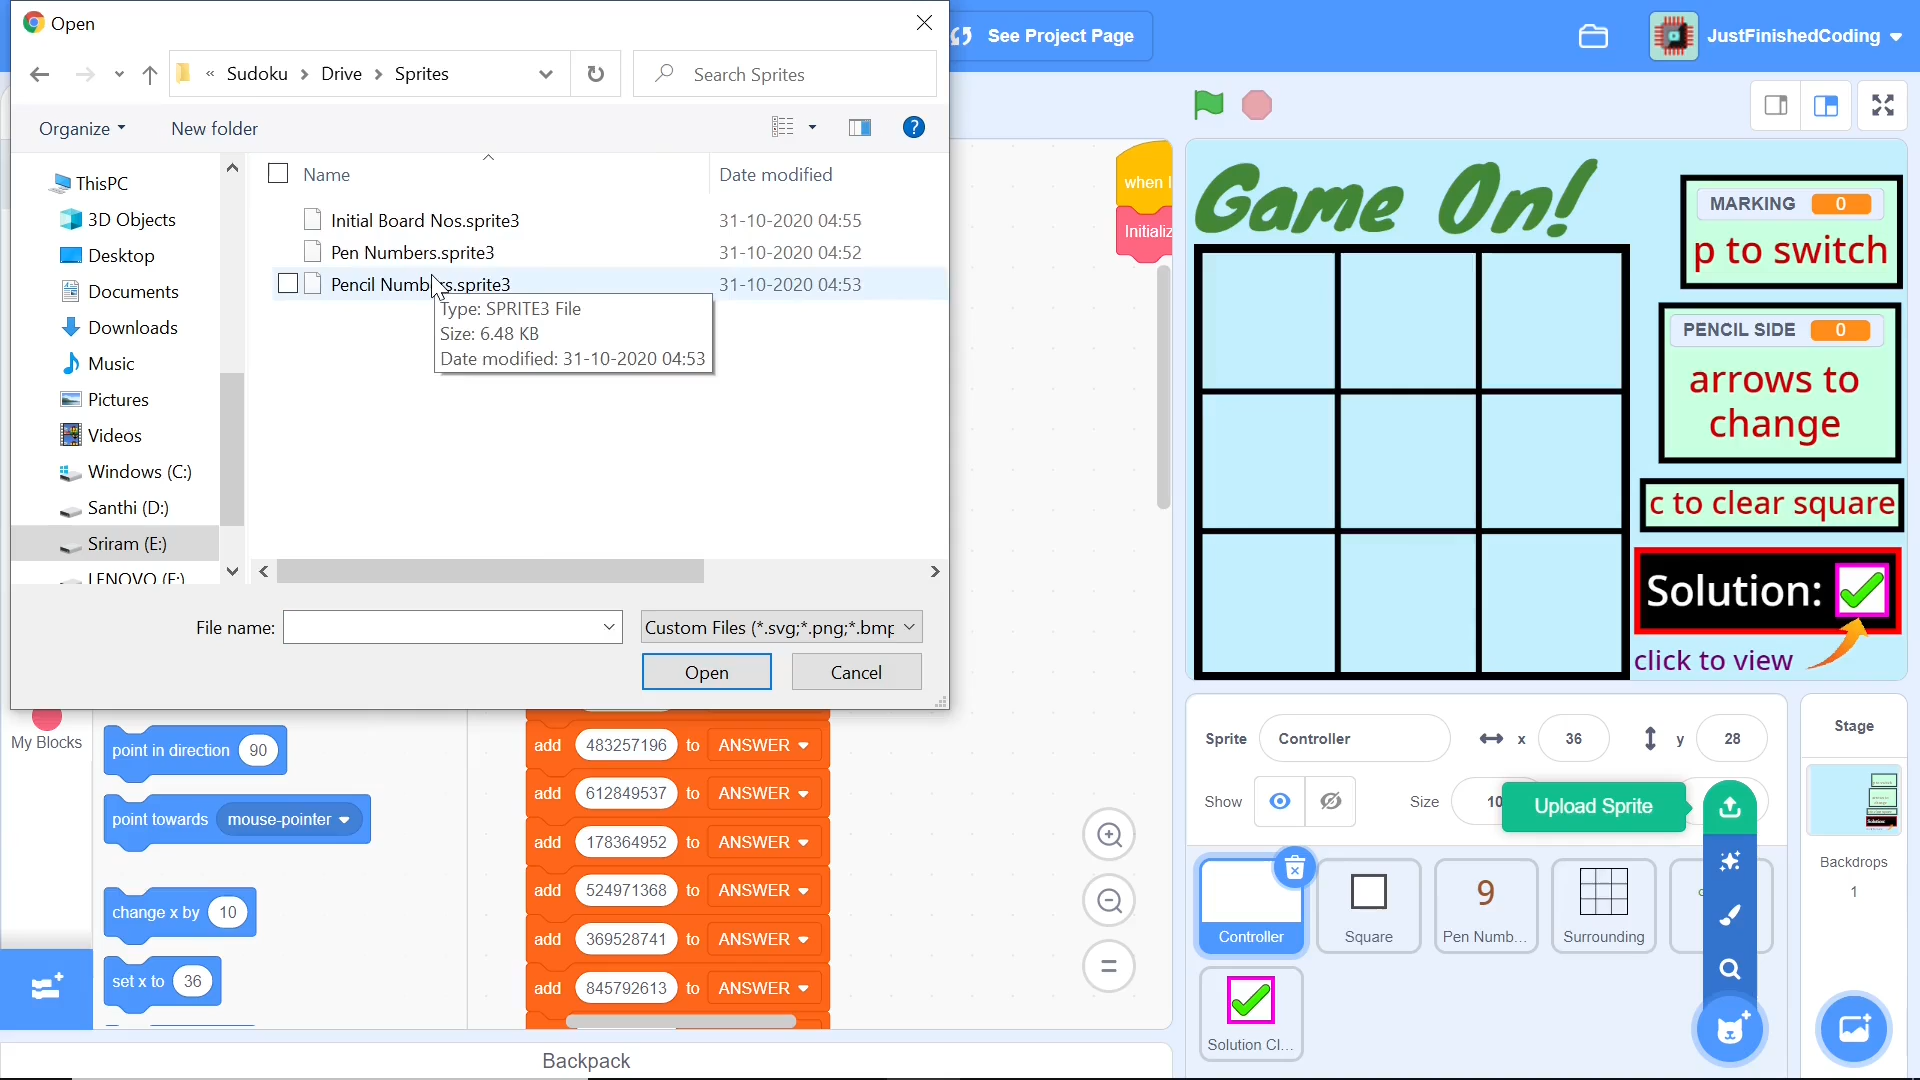 Open
Sudoku
Drive
Sprites
Search Sprites
Organize
New folder
Name
Date modified
ThisPC
3D Objects
Desktop
Documents
Downloads
Music
Pictures
Videos
Windows (C:)
Santhi (D:)
Sriram (E:)
LENOVO (F:)
Initial Board Nos.sprite3 31-10-2020 04:55
Pen Numbers.sprite3 31-10-2020 04:52
Pencil Numbers.sprite3 31-10-2020 04:53
Type: SPRITE3 File
Size: 6.48 KB
Date modified: 31-10-2020 04:53
File name:
Custom Files (*.svg;*.png;*.bmp
Open
Cancel
See Project Page
JustFinishedCoding
when I
Initializ
Game On!
MARKING 0
p to switch
PENCIL SIDE 0
arrows to
change
c to clear square
Solution:
click to view
My Blocks
point in direction 90
point towards mouse-pointer
change x by 10
set x to 36
add 483257196 to ANSWER
add 612849537 to ANSWER
add 178364952 to ANSWER
add 524971368 to ANSWER
add 369528741 to ANSWER
add 845792613 to ANSWER
Backpack
Sprite
Controller
x 36
y 28
Show
Size 10
Upload Sprite
Controller
Square
9
Pen Numb...
Surrounding
Solution Cl...
Stage
Backdrops
1